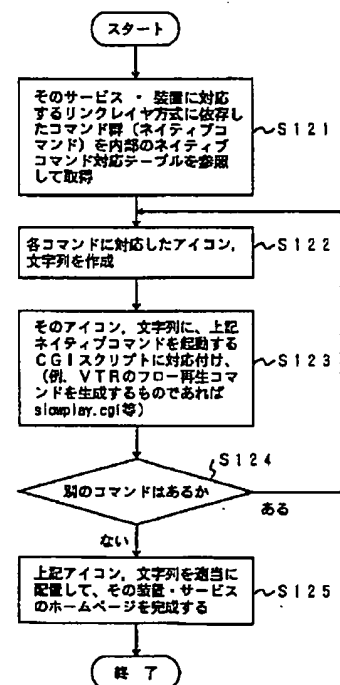 スタート
そのサービス・装置に対応
するリンクレイヤ方式に依存し
たコマンド群(ネイティブコ
マンド)を内部のネイティブ
コマンド対応テーブルを参照
して取得
S121
各コマンドに対応したアイコン,
文字列を作成
S122
そのアイコン,文字列に、上記
ネイティブコマンドを起動する
CGIスクリプトに対応付け、
(例.VTRのフロー再生コマ
ンドを生成するものであれば
slowplay.cgi等)
S123
S124
別のコマンドはあるか
ある
ない
上記アイコン,文字列を適当に
配置して、その装置・サービス
のホームページを完成する
S125
終了